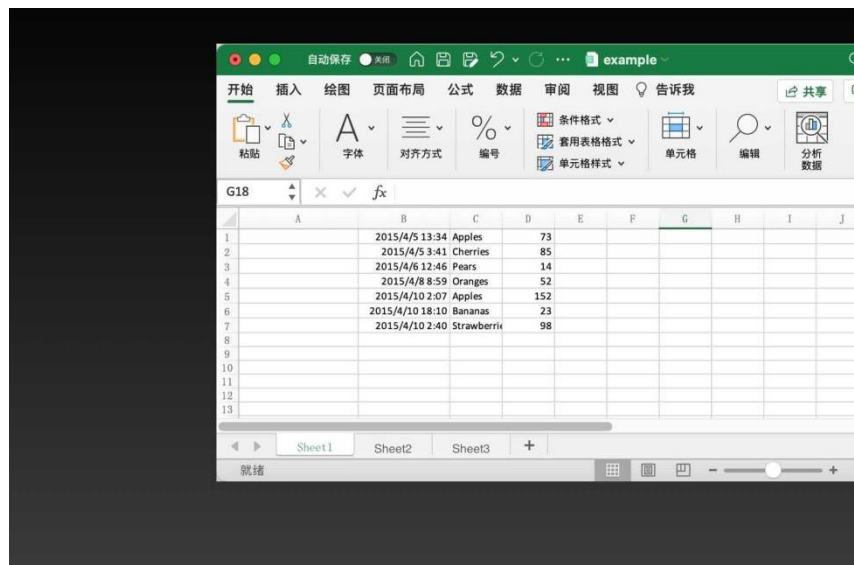 自动保存 关闭 ... example
开始 插入 绘图 页面布局 公式 数据 审阅 视图 告诉我 共享
粘贴 字体 对齐方式 编号 条件格式 套用表格格式 单元格样式 单元格 编辑 分析数据
G18 fx
A B C D E F G H I J
1 2015/4/5 13:34 Apples 73
2 2015/4/5 3:41 Cherries 85
3 2015/4/6 12:46 Pears 14
4 2015/4/8 8:59 Oranges 52
5 2015/4/10 2:07 Apples 152
6 2015/4/10 18:10 Bananas 23
7 2015/4/10 2:40 Strawberrie 98
8
9
10
11
12
13
Sheet1 Sheet2 Sheet3 +
就绪 - +